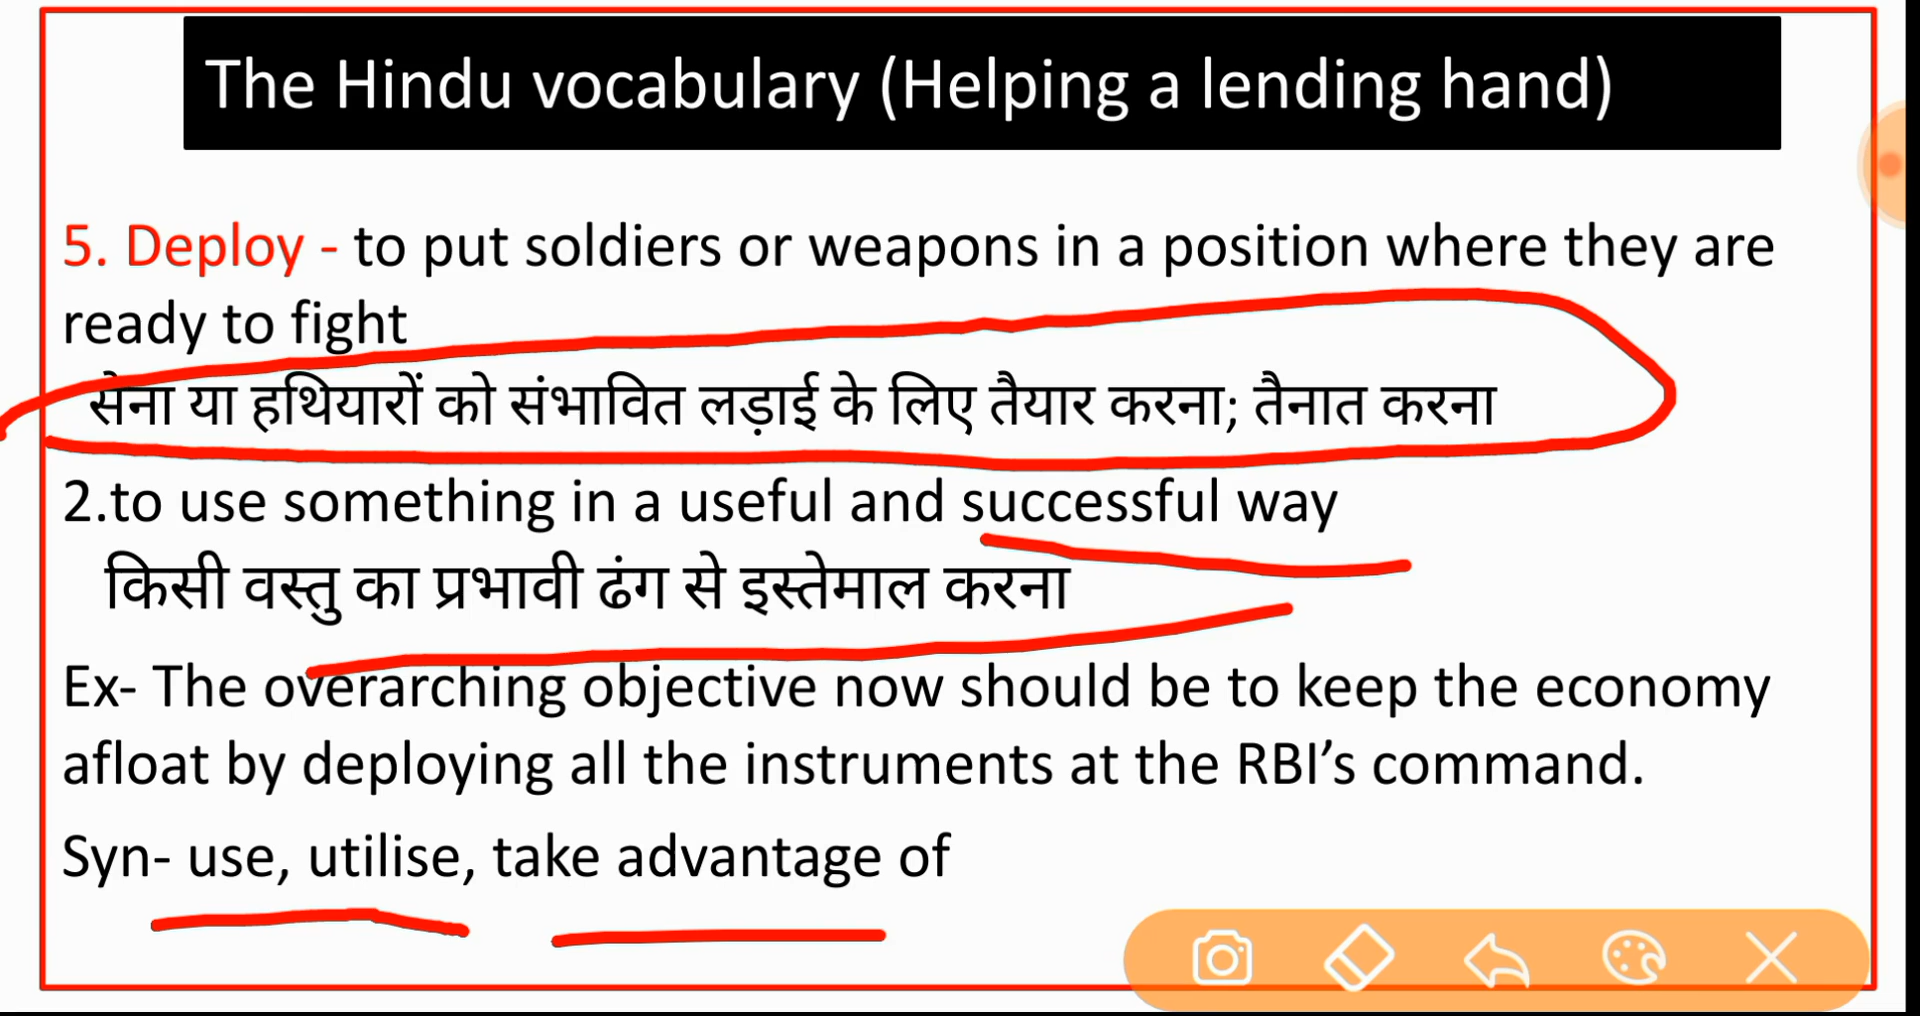 The Hindu vocabulary (Helping a lending hand)
5. Deploy - to put soldiers or weapons in a position where they are
ready to fight
सेना या हथियारों को संभावित लड़ाई के लिए तैयार करना; तैनात करना
2.to use something in a useful and successful way
किसी वस्तु का प्रभावी ढंग से इस्तेमाल करना
Ex- The overarching objective now should be to keep the economy
afloat by deploying all the instruments at the RBI’s command.
Syn- use, utilise, take advantage of